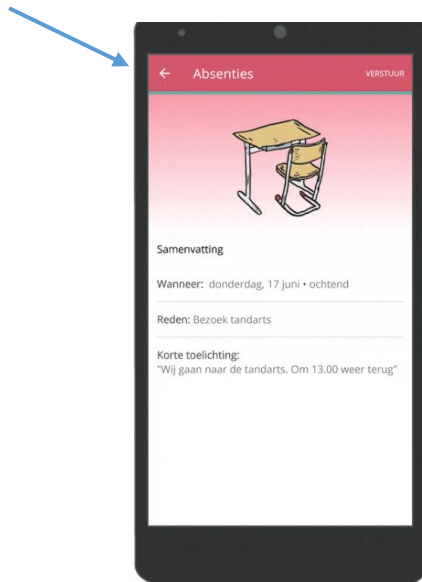 Absenties
VERSTUUR
Samenvatting
Wanneer: donderdag, 17 juni • ochtend
Reden: Bezoek tandarts
Korte toelichting:
"Wij gaan naar de tandarts. Om 13.00 weer terug"